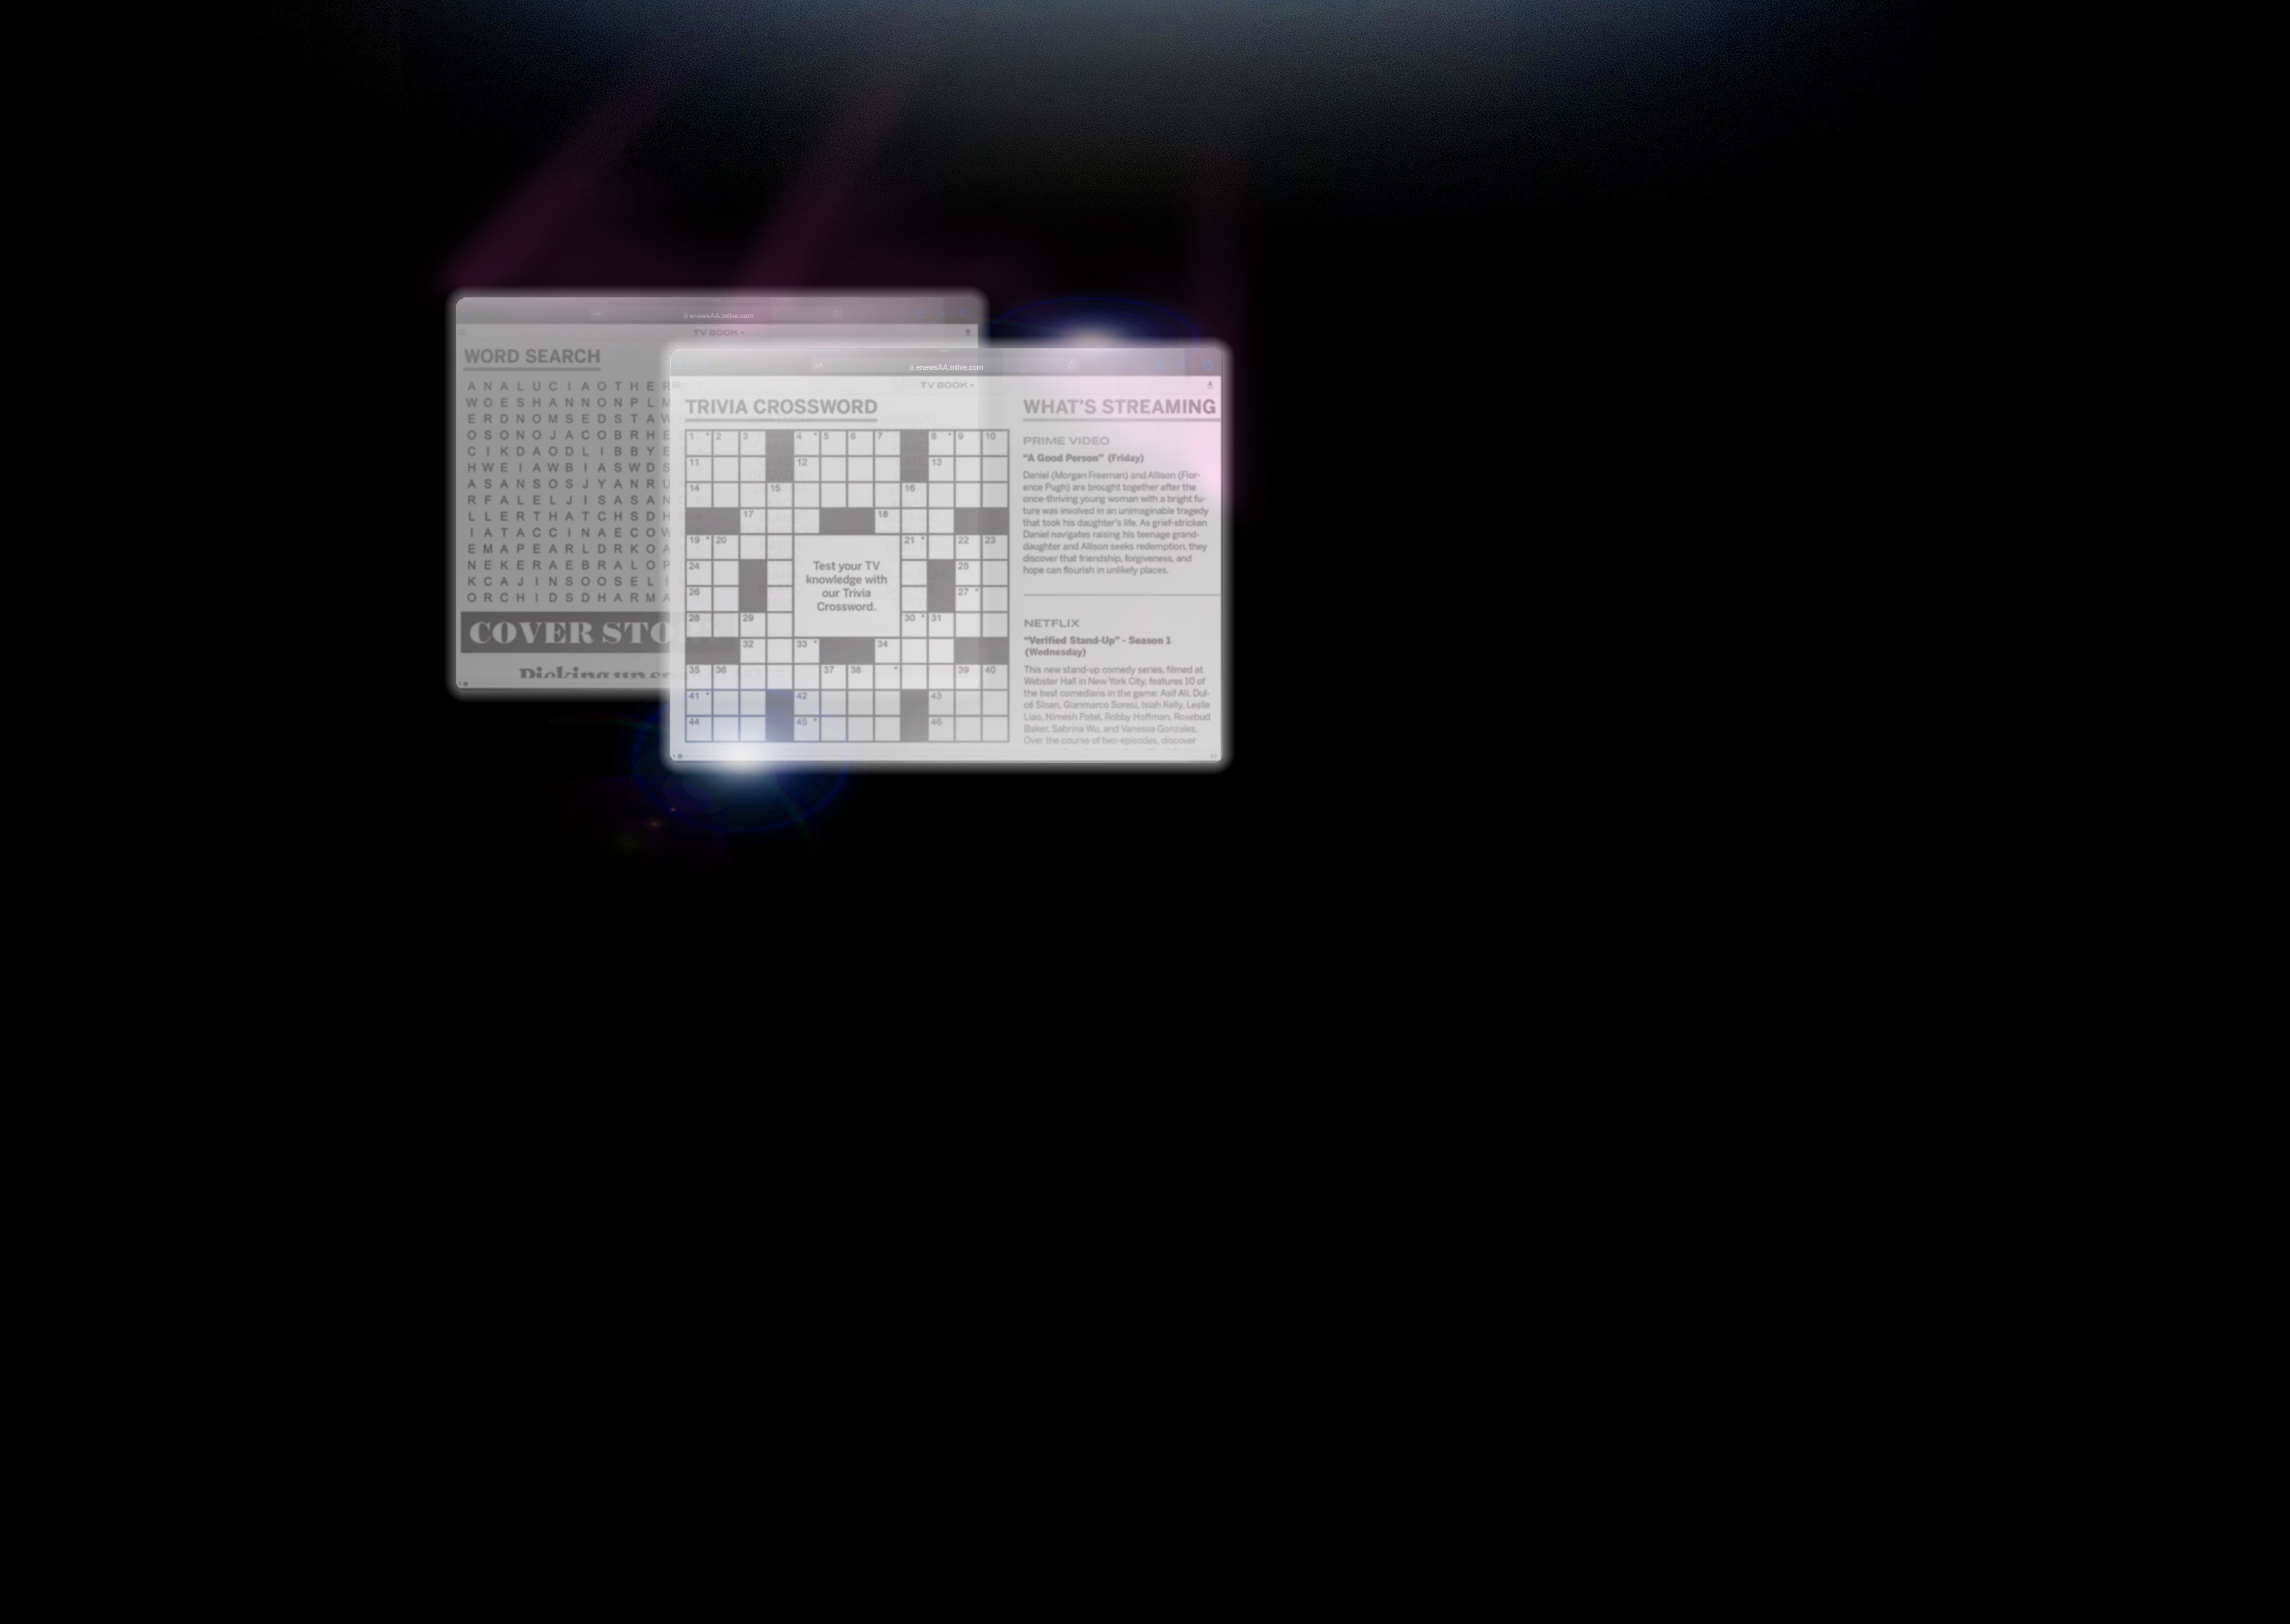 enewsAA.mlive.com
TV BOOK
WORD SEARCH
A N A L U C I A O T H E R
W O E S H A N N O N P L M
E R D N O M S E D S T A W
O S O N O J A C O B R H E
C I K D A O D L I B B Y E
H W E I A W B I A S W D S
A S A N S O S J Y A N R U
R F A L E L J I S A S A N
L L E R T H A T C H S D H
I A T A C C I N A E C O W
E M A P E A R L D R K O A
N E K E R A E B R A L O P
K C A J I N S O O S E L I
O R C H I D S D H A R M A
COVER STO
Picking up
enewsAA.mlive.com
TV BOOK
TRIVIA CROSSWORD
1 * 2 3 4 * 5 6 7 8 * 9 10
11 12 13
14 15 16
17 18
19 * 20 21 * 22 23
24 25
26 27 *
28 29 30 * 31
32 33 * 34
35 36 37 38 * 39 40
41 * 42 43
44 45 * 46
Test your TV
knowledge with
our Trivia
Crossword.
WHAT'S STREAMING
PRIME VIDEO
"A Good Person" (Friday)
Daniel (Morgan Freeman) and Allison (Flor-
ence Pugh) are brought together after the
once-thriving young woman with a bright fu-
ture was involved in an unimaginable tragedy
that took his daughter's life. As grief-stricken
Daniel navigates raising his teenage grand-
daughter and Allison seeks redemption, they
discover that friendship, forgiveness, and
hope can flourish in unlikely places.
NETFLIX
"Verified Stand-Up" - Season 1
(Wednesday)
This new stand-up comedy series, filmed at
Webster Hall in New York City, features 10 of
the best comedians in the game: Asif Ali, Dul-
cé Sloan, Gianmarco Soresi, Isiah Kelly, Leslie
Liao, Nimesh Patel, Robby Hoffman, Rosebud
Baker, Sabrina Wu, and Vanessa Gonzalez.
Over the course of two-episodes, discover